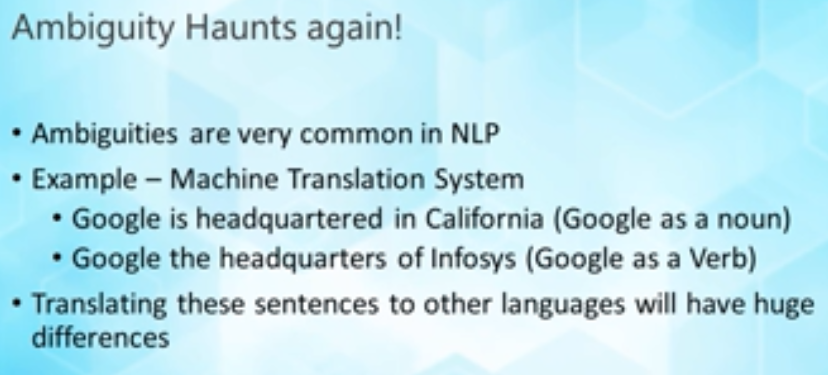 Ambiguity Haunts again!
• Ambiguities are very common in NLP
• Example – Machine Translation System
• Google is headquartered in California (Google as a noun)
• Google the headquarters of Infosys (Google as a Verb)
• Translating these sentences to other languages will have huge
differences